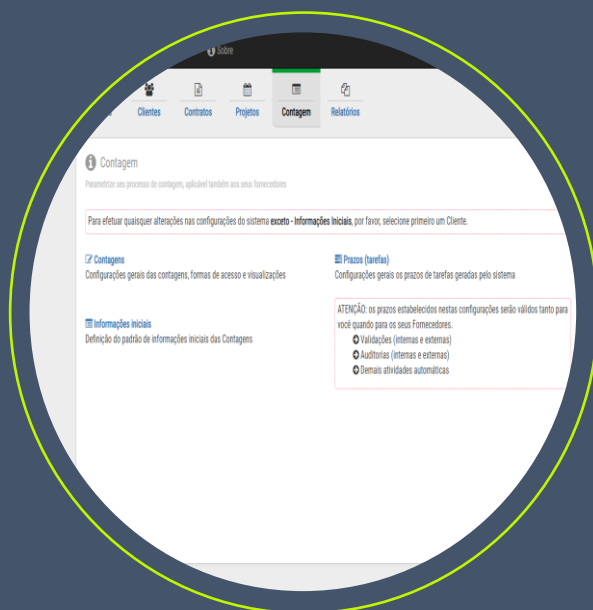 Sobre
Clientes Contratos Projetos Contagem Relatórios
Contagem
Parametrize seu processo de contagem, aplicável também aos seus fornecedores
Para efetuar quaisquer alterações nas configurações do sistema exceto - Informações Iniciais, por favor, selecione primeiro um Cliente.
Contagens
Configurações gerais das contagens, formas de acesso e visualizações
Prazos (tarefas)
Configurações gerais os prazos de tarefas geradas pelo sistema
ATENÇÃO: os prazos estabelecidos nestas configurações serão válidos tanto para
você quando para os seus Fornecedores.
Validações (internas e externas)
Auditorias (internas e externas)
Demais atividades automáticas
Informações iniciais
Definição do padrão de informações iniciais das Contagens